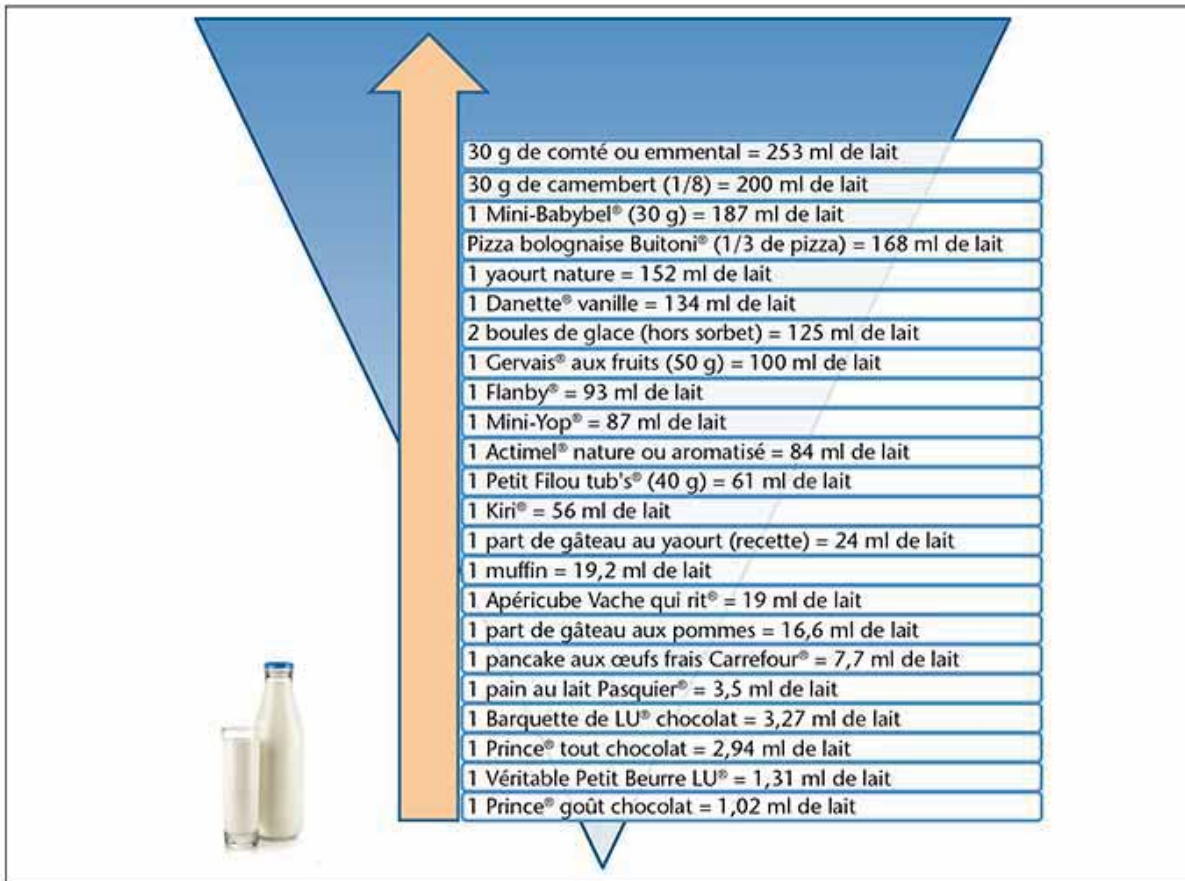 30 g de comté ou emmental = 253 ml de lait
30 g de camembert (1/8) = 200 ml de lait
1 Mini-Babybel® (30 g) = 187 ml de lait
Pizza bolognaise Buitoni® (1/3 de pizza) = 168 ml de lait
1 yaourt nature = 152 ml de lait
1 Danette® vanille = 134 ml de lait
2 boules de glace (hors sorbet) = 125 ml de lait
1 Gervais® aux fruits (50 g) = 100 ml de lait
1 Flanby® = 93 ml de lait
1 Mini-Yop® = 87 ml de lait
1 Actimel® nature ou aromatisé = 84 ml de lait
1 Petit Filou tub's® (40 g) = 61 ml de lait
1 Kiri® = 56 ml de lait
1 part de gâteau au yaourt (recette) = 24 ml de lait
1 muffin = 19,2 ml de lait
1 Apéricube Vache qui rit® = 19 ml de lait
1 part de gâteau aux pommes = 16,6 ml de lait
1 pancake aux œufs frais Carrefour® = 7,7 ml de lait
1 pain au lait Pasquier® = 3,5 ml de lait
1 Barquette de LU® chocolat = 3,27 ml de lait
1 Prince® tout chocolat = 2,94 ml de lait
1 Véritable Petit Beurre LU® = 1,31 ml de lait
1 Prince® goût chocolat = 1,02 ml de lait